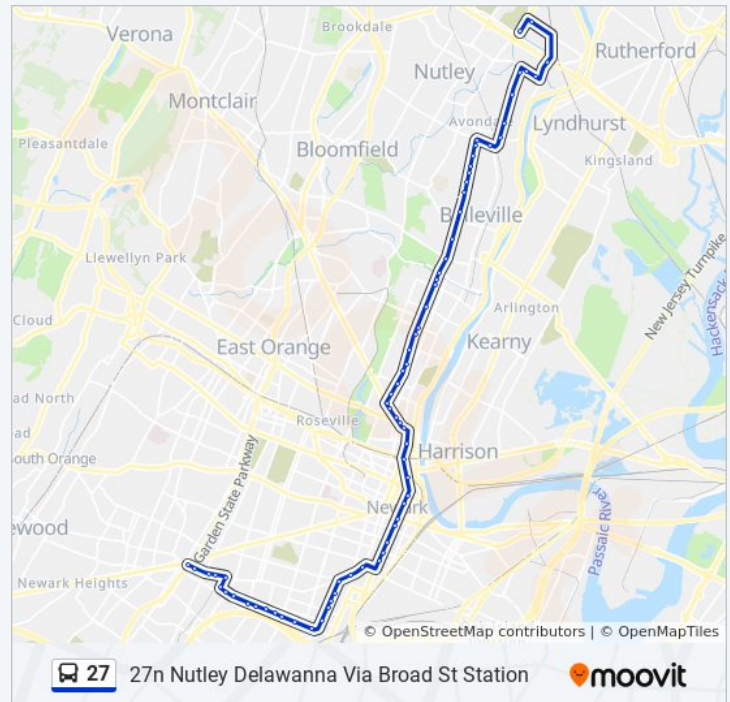 Verona
Brookdale
Rutherford
Nutley
Montclair
Avonda
Lyndhurst
Pleasantdale
Bloomfield
Kingsland
Belleville
Llewellyn Park
New Jersey Turnpike
Hackensack
Arlington
Cloud
East Orange
Kearny
ad North
Roseville
ad
outh Orange
Harrison
Garden State Parkway
Newark
ewood
Passaic River
Newark Heights
© OpenStreetMap contributors | © OpenMapTiles
27 27n Nutley Delawanna Via Broad St Station moovit